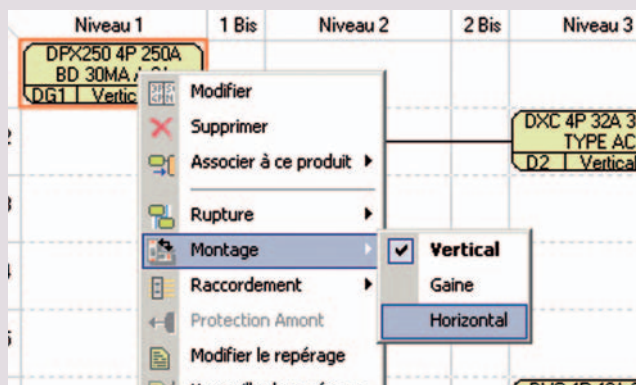 Niveau 1 1 Bis Niveau 2 2 Bis Niveau 3
DPX250 4P 250A
BD 30MA
DG1 Vertic
Modifier
Supprimer
Associer à ce produit
Rupture
Montage
Raccordement
Protection Amont
Modifier le repérage
Vertical
Gaine
Horizontal
DXC 4P 32A 3
TYPE AC
D2 Vertical